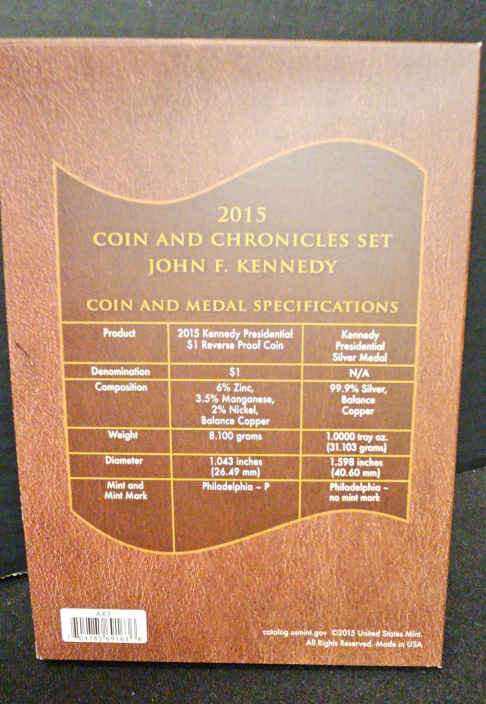 2015
COIN AND CHRONICLES SET
JOHN F. KENNEDY
COIN AND MEDAL SPECIFICATIONS
Product
2015 Kennedy Presidential
$1 Reverse Proof Coin
Kennedy
Presidential
Silver Medal
Denomination
$1
N/A
Composition
6% Zinc,
3.5% Manganese,
2% Nickel,
Balance Copper
99.9% Silver,
Balance
Copper
Weight
8.100 grams
1.0000 troy oz.
(31.103 grams)
Diameter
1.043 inches
(26.49 mm)
1.598 inches
(40.60 mm)
Mint and
Mint Mark
Philadelphia – P
Philadelphia –
no mint mark
AX3
catalog.usmint.gov ©2015 United States Mint.
All Rights Reserved. Made in USA